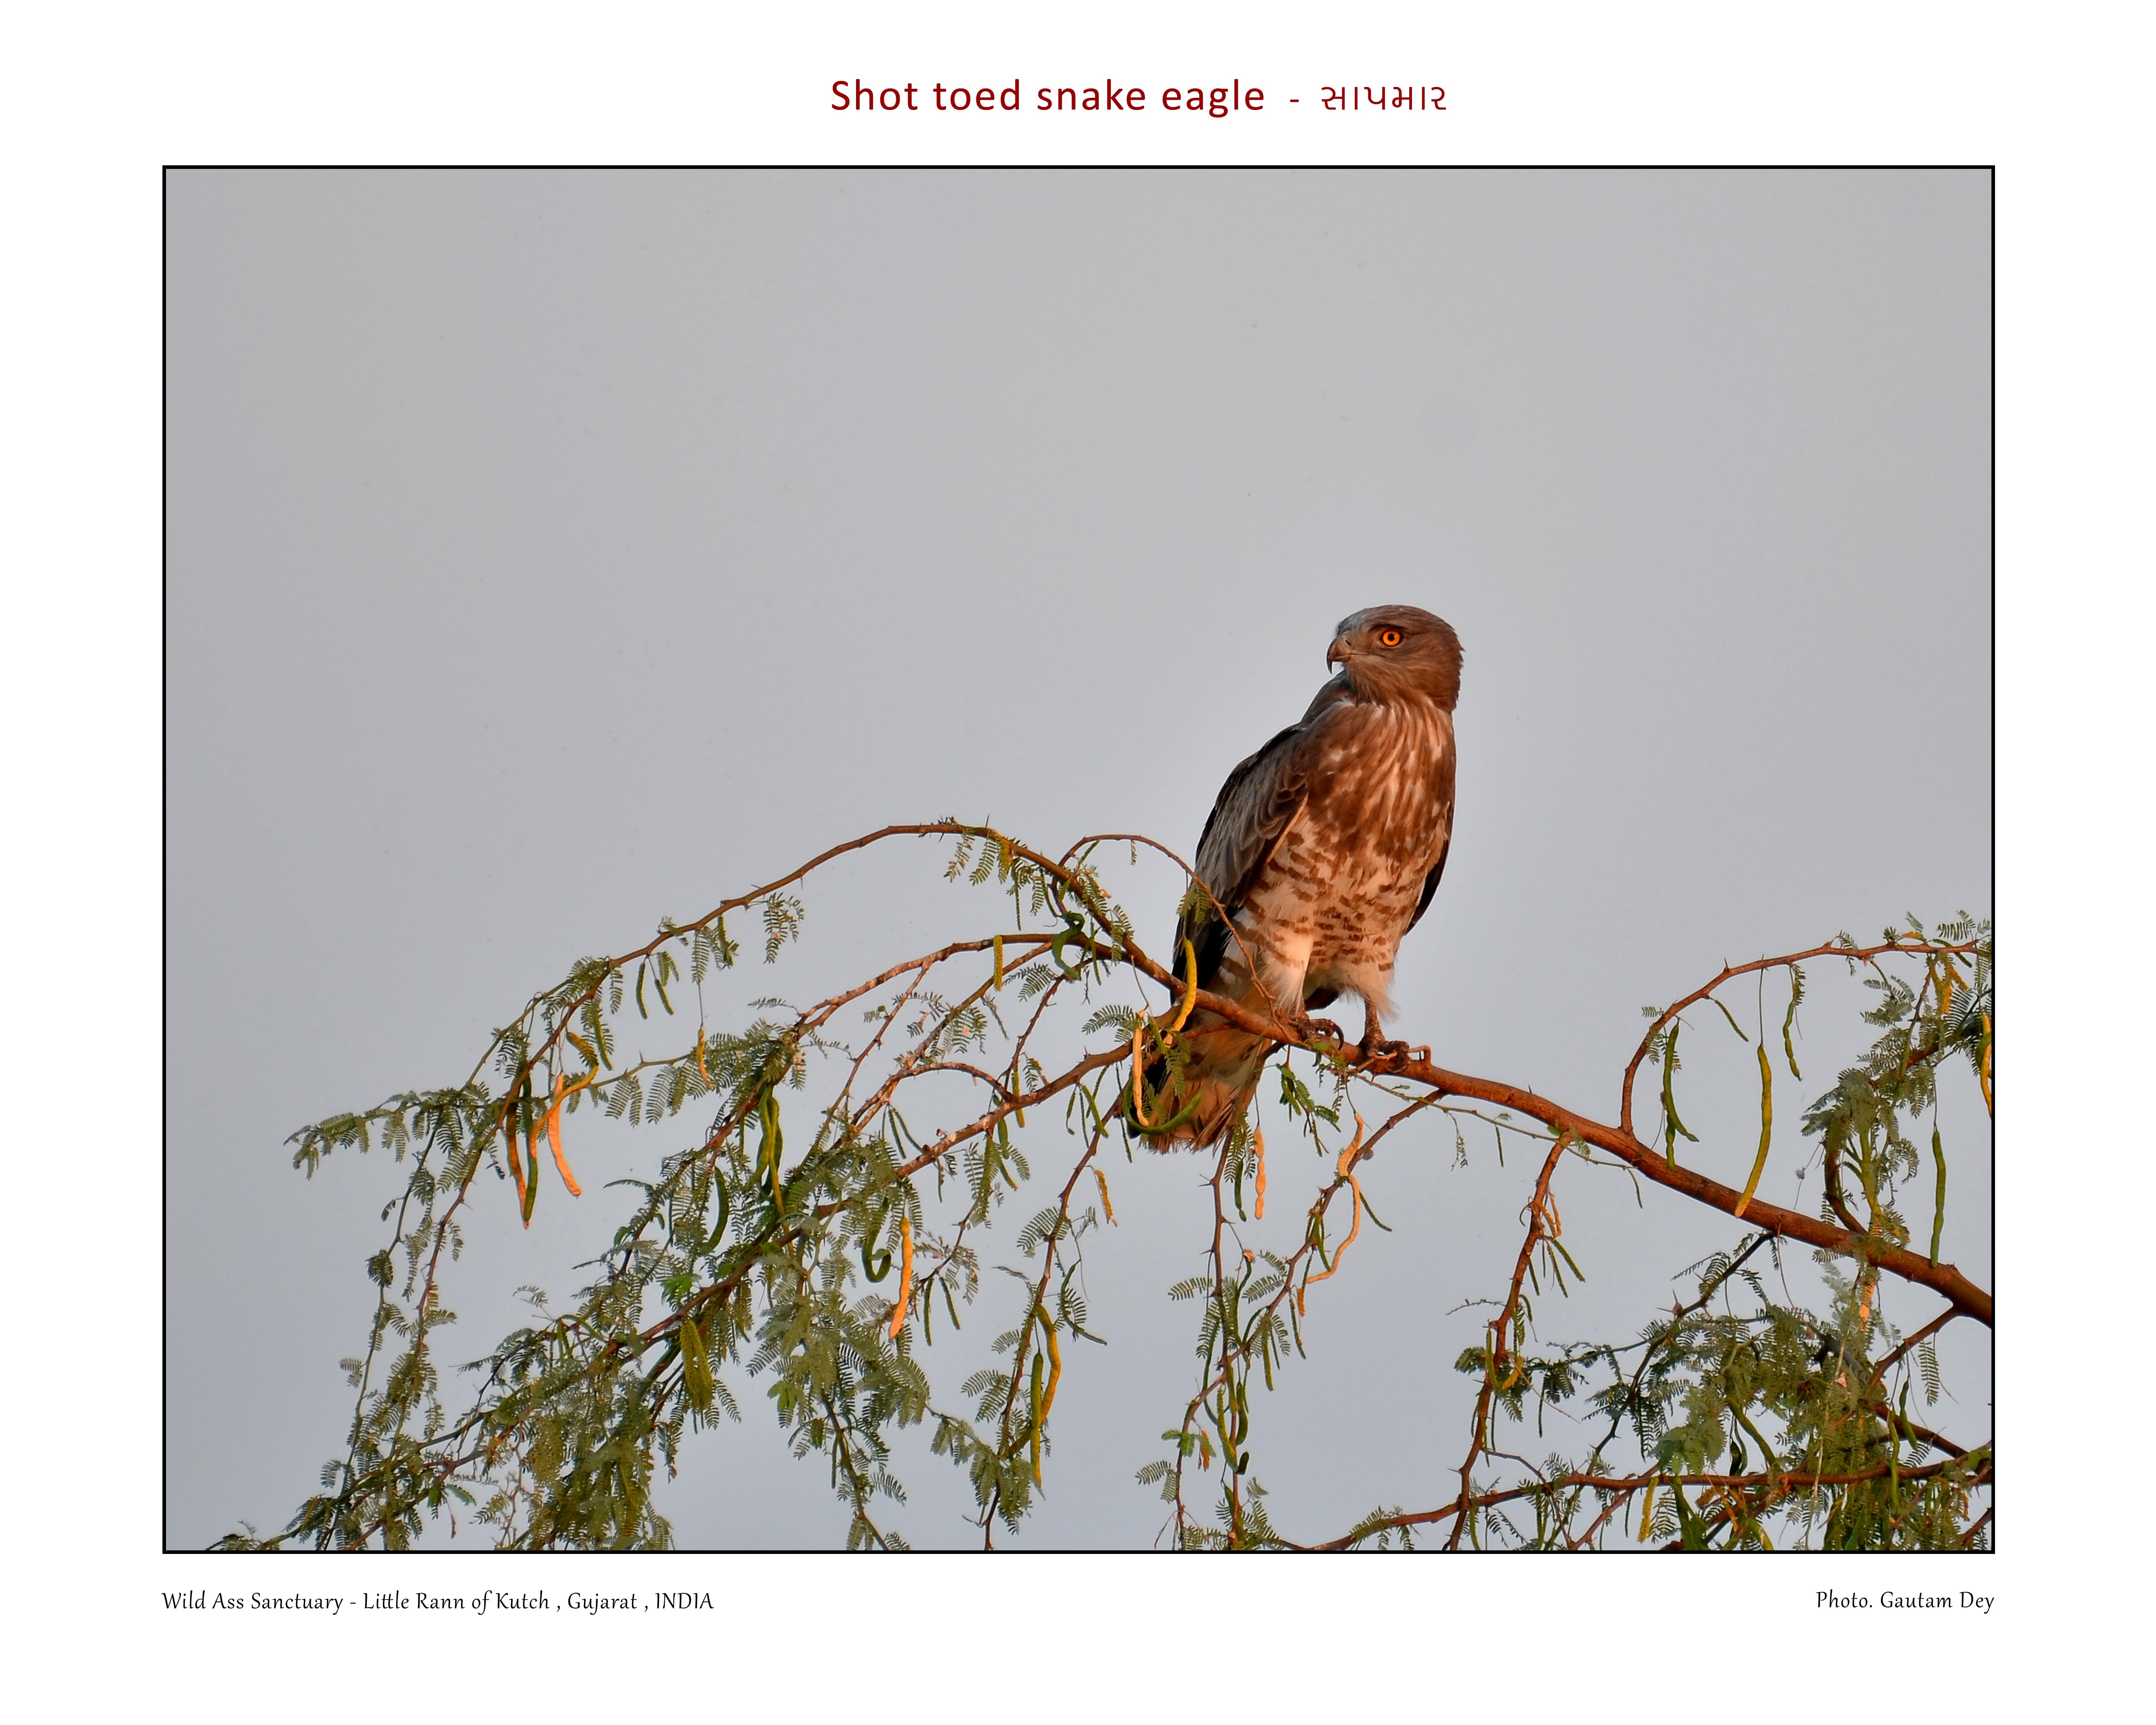 Shot toed snake eagle - સાપમાર
Wild Ass Sanctuary - Little Rann of Kutch , Gujarat , INDIA
Photo. Gautam Dey